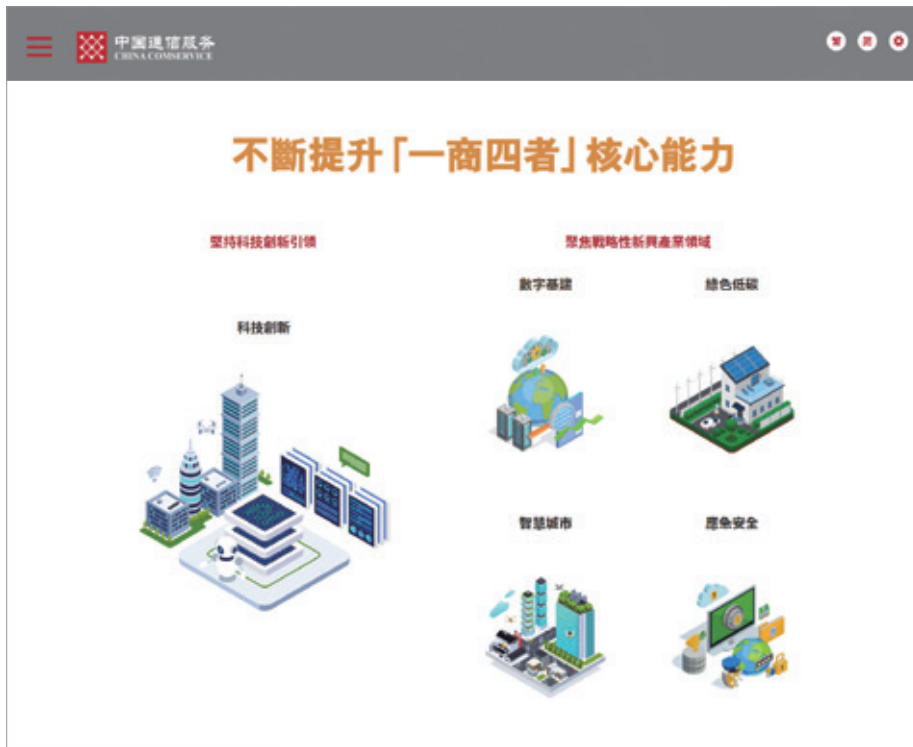 中国通信服务
CHINA COMSERVICE
繁 简
不斷提升「一商四者」核心能力
堅持科技創新引領
科技創新
聚焦戰略性新興產業領域
數字基建 綠色低碳
智慧城市 應急安全